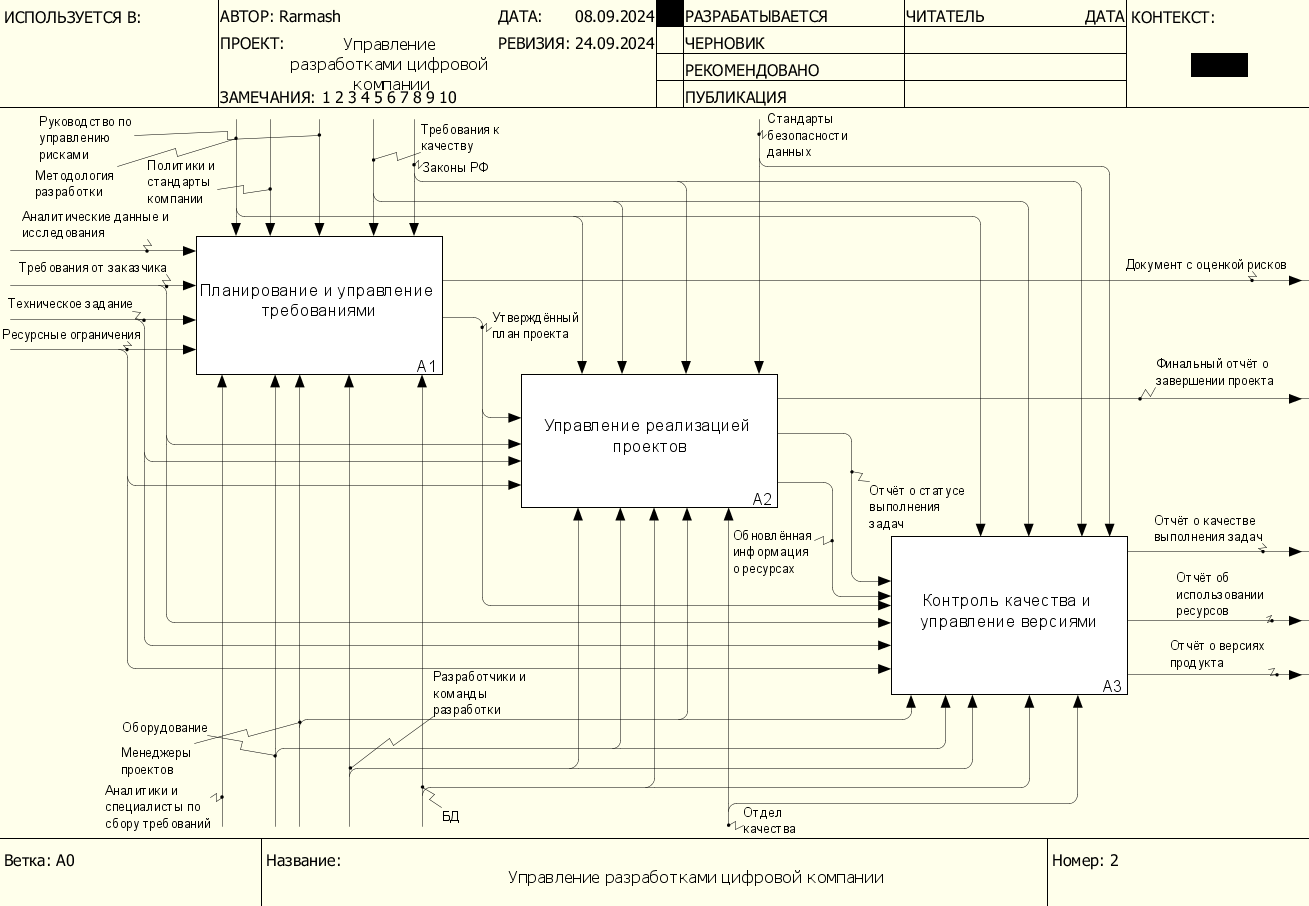 ИСПОЛЬЗУЕТСЯ В:
АВТОР: Rarmash
ДАТА: 08.09.2024
РАЗРАБАТЫВАЕТСЯ
ЧИТАТЕЛЬ
ДАТА
КОНТЕКСТ:
ПРОЕКТ:
Управление
разработками цифровой
компании
РЕВИЗИЯ: 24.09.2024
ЧЕРНОВИК
РЕКОМЕНДОВАНО
ЗАМЕЧАНИЯ: 1 2 3 4 5 6 7 8 9 10
ПУБЛИКАЦИЯ
Руководство по
управлению
рисками
Методология
разработки
Политики и
стандарты
компании
Требования к
качеству
Законы РФ
Стандарты
безопасности
данных
Аналитические данные и
исследования
Требования от заказчика
Техническое задание
Ресурсные ограничения
Планирование и управление
требованиями
A1
Документ с оценкой рисков
Утверждённый
план проекта
Финальный отчёт о
завершении проекта
Управление реализацией
проектов
A2
Отчёт о статусе
выполнения
задач
Обновлённая
информация
о ресурсах
Отчёт о качестве
выполнения задач
Отчёт об
использовании
ресурсов
Контроль качества и
управление версиями
A3
Отчёт о версиях
продукта
Разработчики и
команды
разработки
Оборудование
Менеджеры
проектов
Аналитики и
специалисты по
сбору требований
БД
Отдел
качества
Ветка: A0
Название:
Управление разработками цифровой компании
Номер: 2